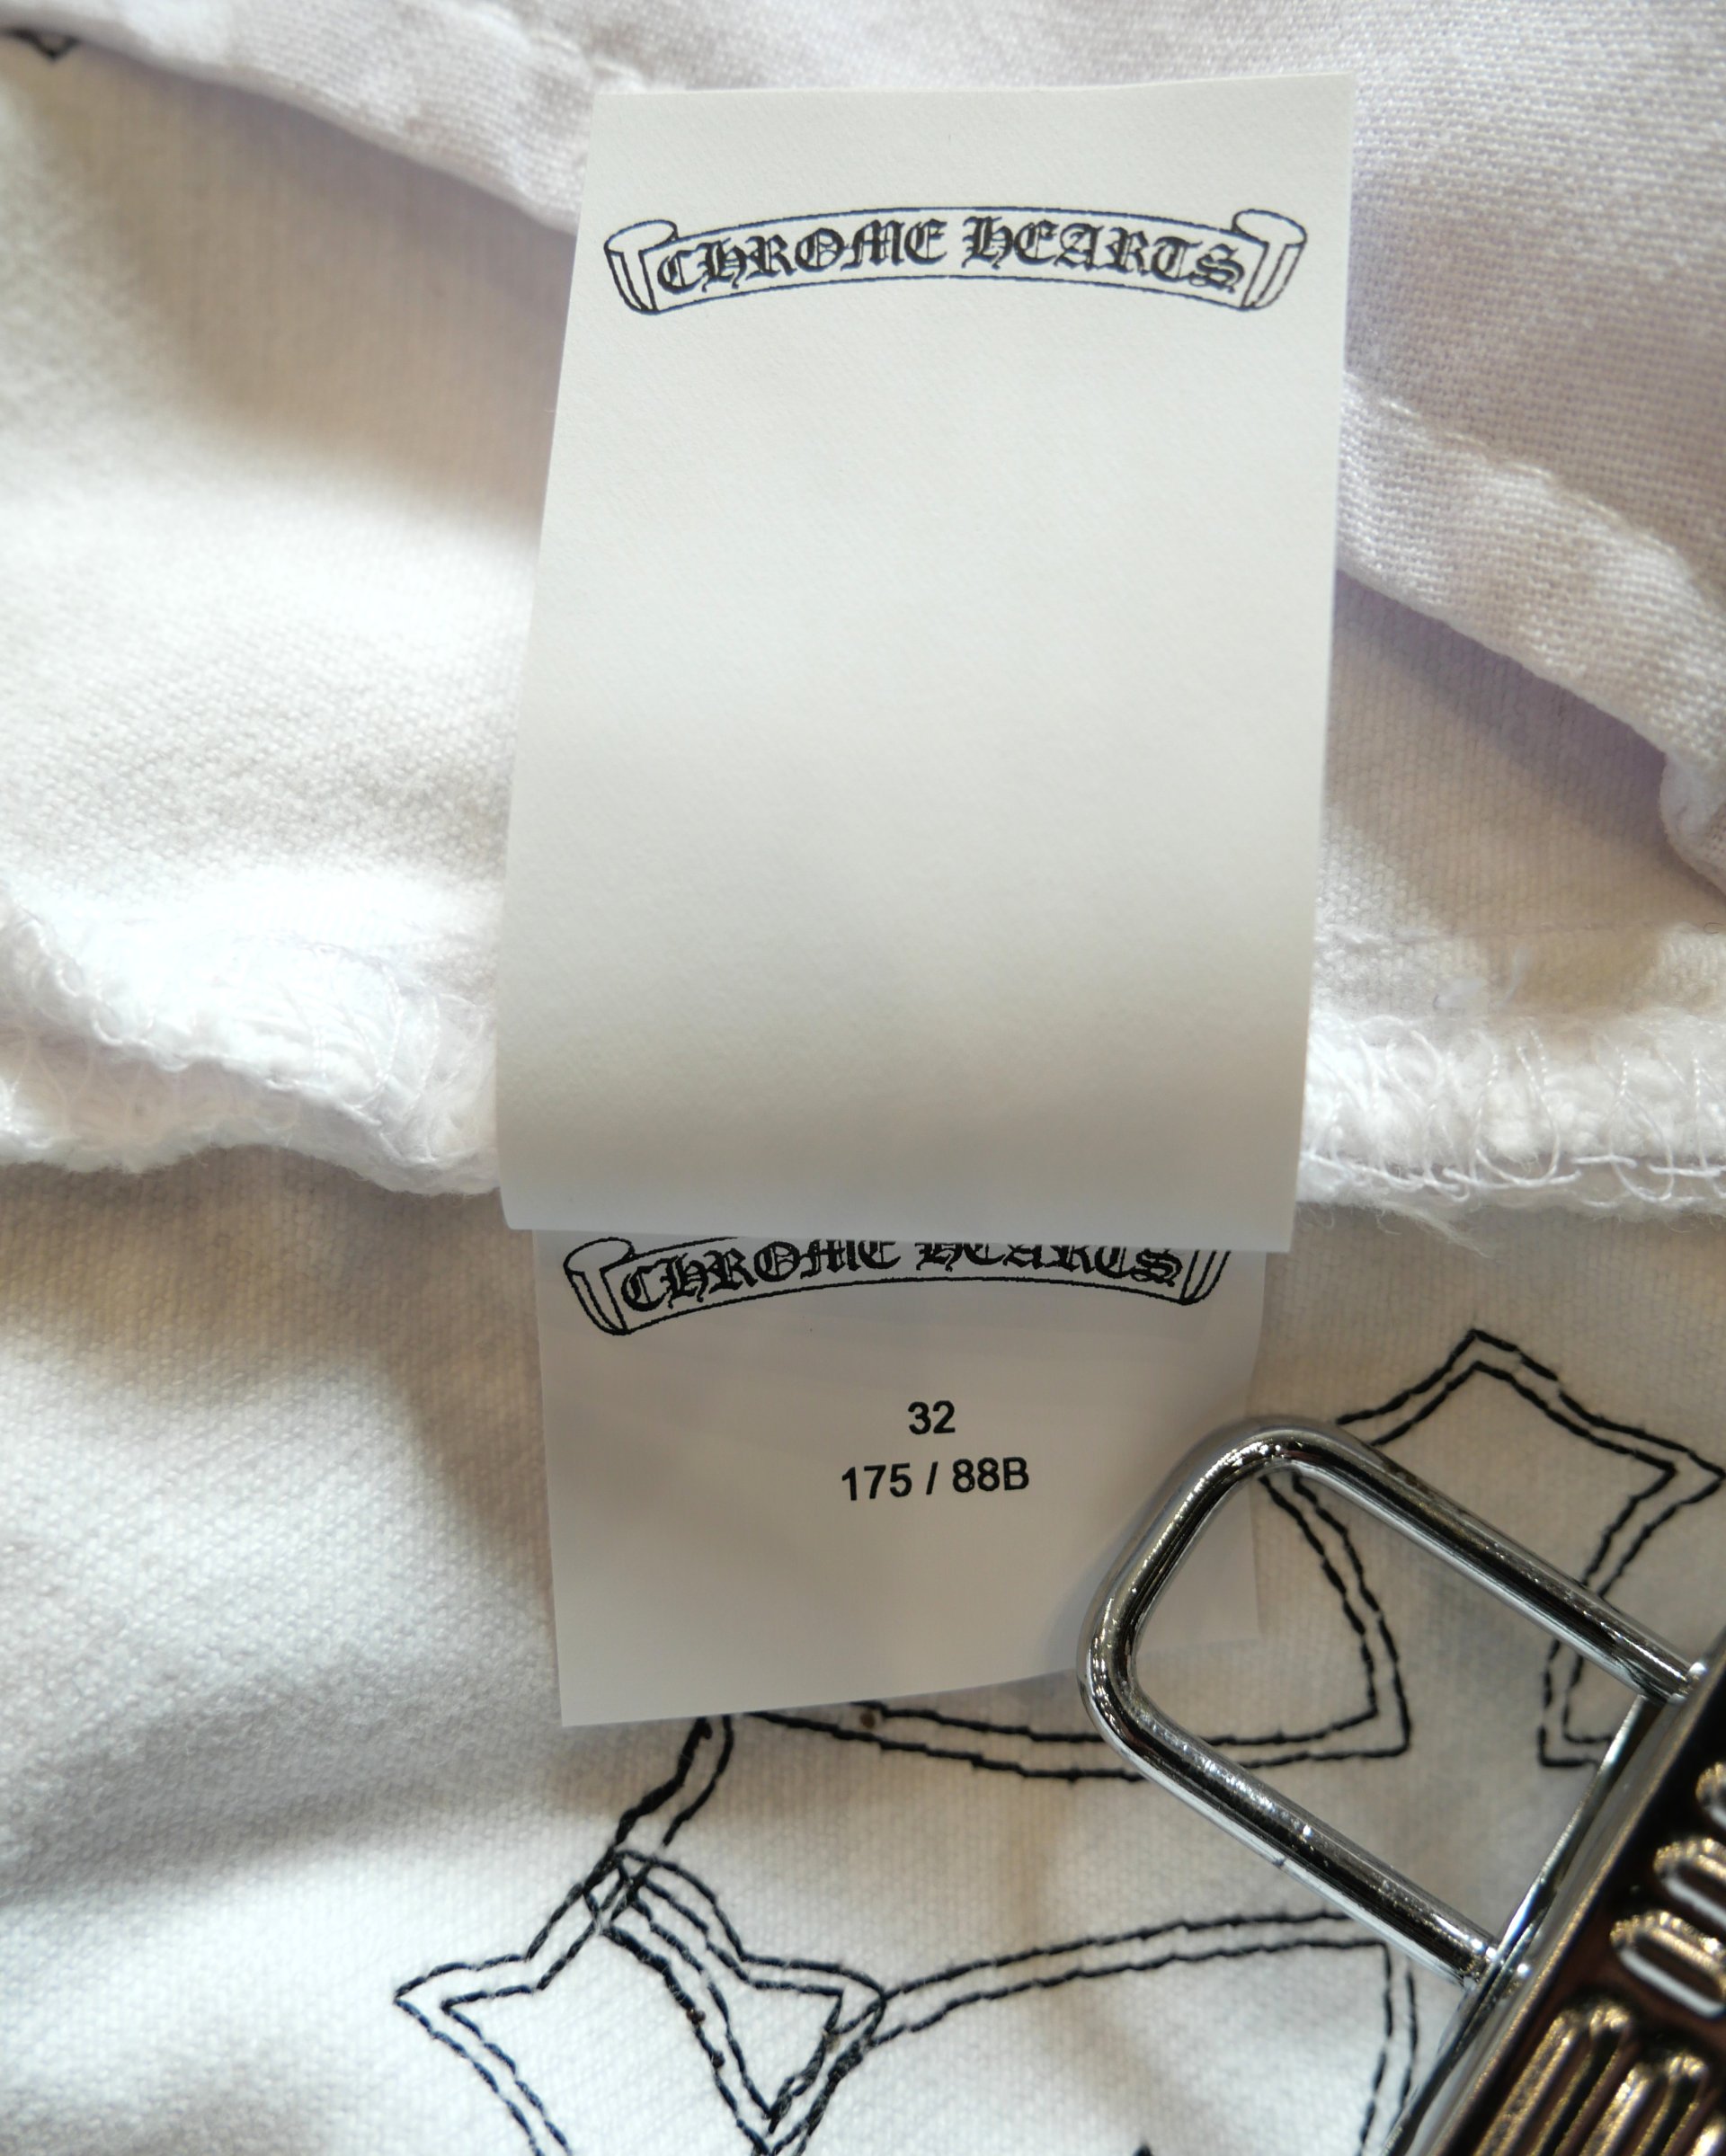 CHROME HEARTS
CHROME HEARTS
32
175 / 88B